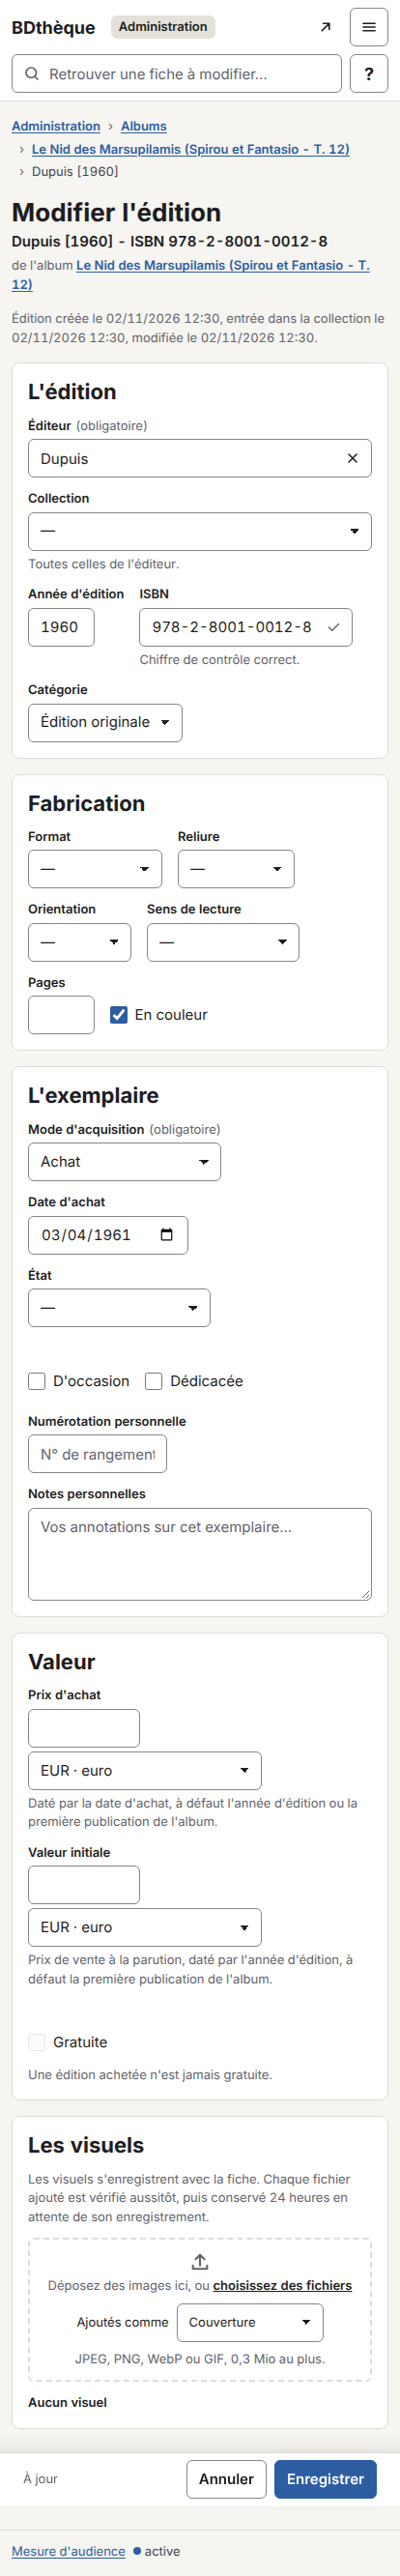 BDthèque Administration
Retrouver une fiche à modifier... ?
Administration › Albums
› Le Nid des Marsupilamis (Spirou et Fantasio - T. 12)
› Dupuis [1960]
Modifier l'édition
Dupuis [1960] - ISBN 978-2-8001-0012-8
de l'album Le Nid des Marsupilamis (Spirou et Fantasio - T.
12)
Édition créée le 02/11/2026 12:30, entrée dans la collection le
02/11/2026 12:30, modifiée le 02/11/2026 12:30.
L'édition
Éditeur (obligatoire)
Dupuis
Collection
—
Toutes celles de l'éditeur.
Année d'édition ISBN
1960 978-2-8001-0012-8
Chiffre de contrôle correct.
Catégorie
Édition originale
Fabrication
Format Reliure
— —
Orientation Sens de lecture
— —
Pages
En couleur
L'exemplaire
Mode d'acquisition (obligatoire)
Achat
Date d'achat
03/04/1961
État
—
D'occasion Dédicacée
Numérotation personnelle
N° de rangement
Notes personnelles
Vos annotations sur cet exemplaire...
Valeur
Prix d'achat
EUR · euro
Daté par la date d'achat, à défaut l'année d'édition ou la
première publication de l'album.
Valeur initiale
EUR · euro
Prix de vente à la parution, daté par l'année d'édition, à
défaut la première publication de l'album.
Gratuite
Une édition achetée n'est jamais gratuite.
Les visuels
Les visuels s'enregistrent avec la fiche. Chaque fichier
ajouté est vérifié aussitôt, puis conservé 24 heures en
attente de son enregistrement.
Déposez des images ici, ou choisissez des fichiers
Ajoutés comme Couverture
JPEG, PNG, WebP ou GIF, 0,3 Mio au plus.
Aucun visuel
À jour Annuler Enregistrer
Mesure d'audience active